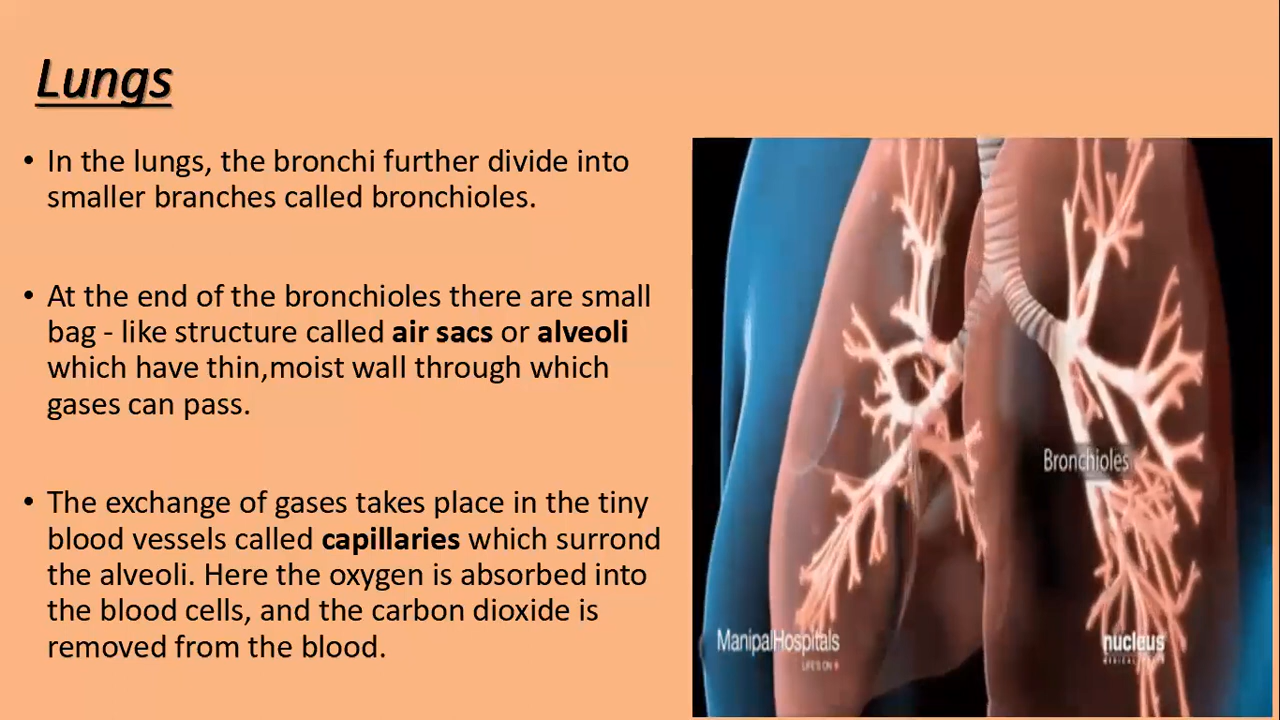 Lungs
• In the lungs, the bronchi further divide into
smaller branches called bronchioles.
• At the end of the bronchioles there are small
bag - like structure called air sacs or alveoli
which have thin,moist wall through which
gases can pass.
• The exchange of gases takes place in the tiny
blood vessels called capillaries which surrond
the alveoli. Here the oxygen is absorbed into
the blood cells, and the carbon dioxide is
removed from the blood.
Bronchioles
ManipalHospitals
LIFE'S ON
nucleus